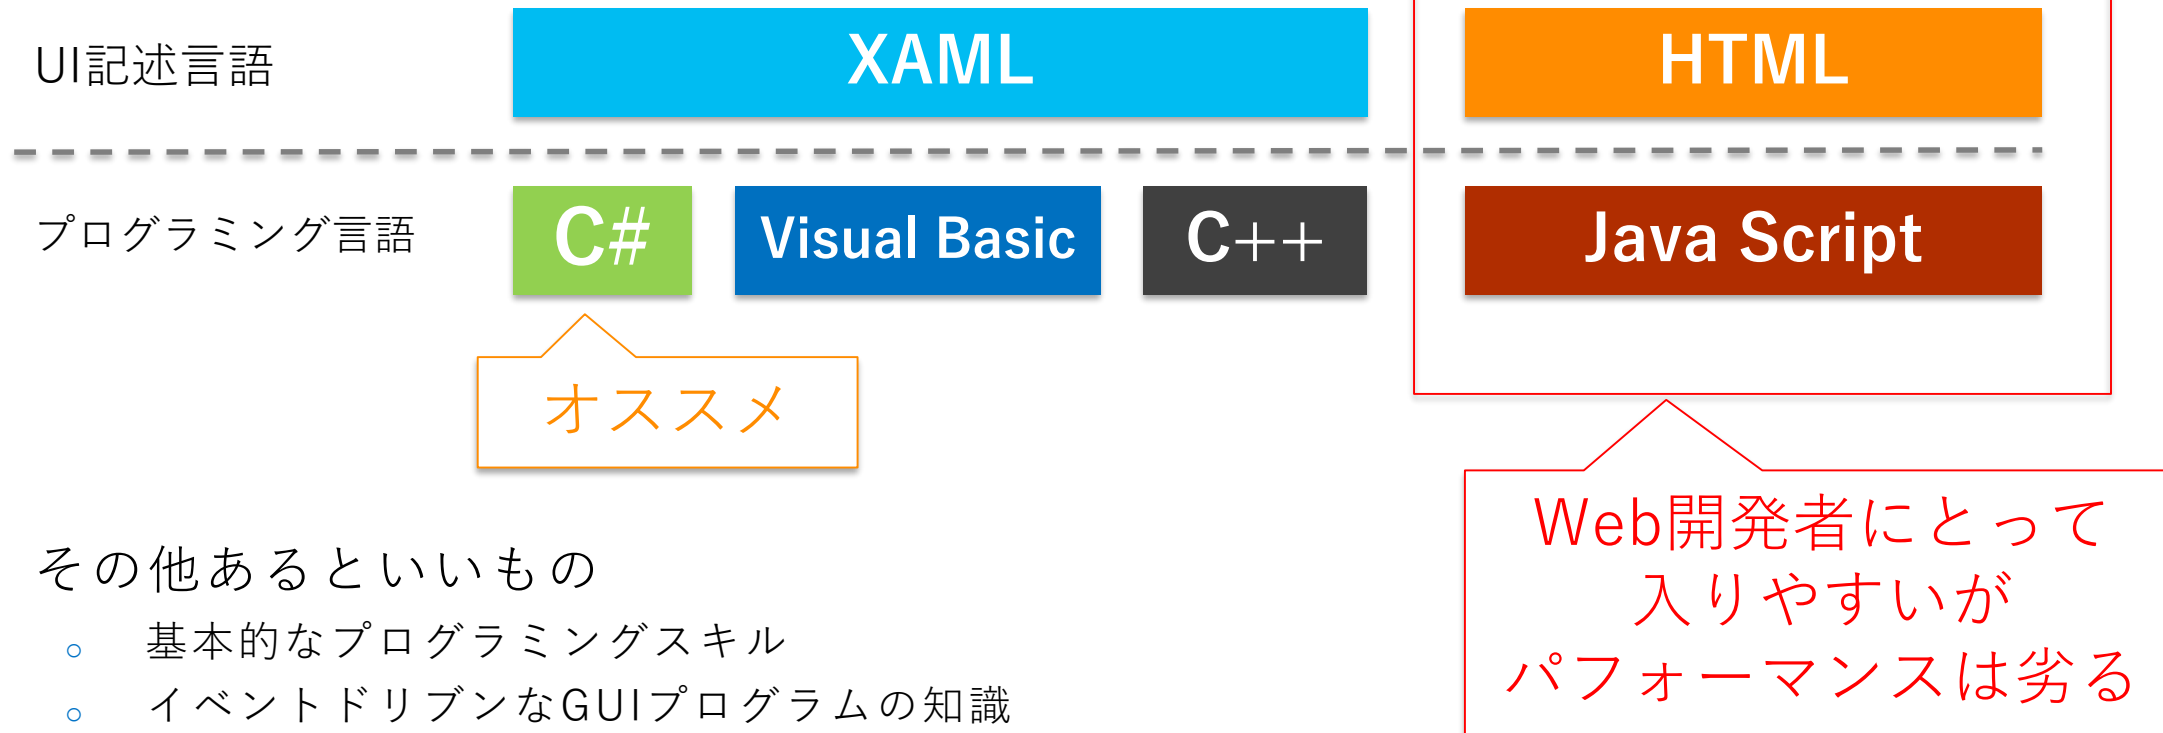 UI記述言語
XAML
HTML
プログラミング言語
C#
Visual Basic
C++
Java Script
オススメ
Web開発者にとって
入りやすいが
パフォーマンスは劣る
その他あるといいもの
基本的なプログラミングスキル
イベントドリブンなGUIプログラムの知識